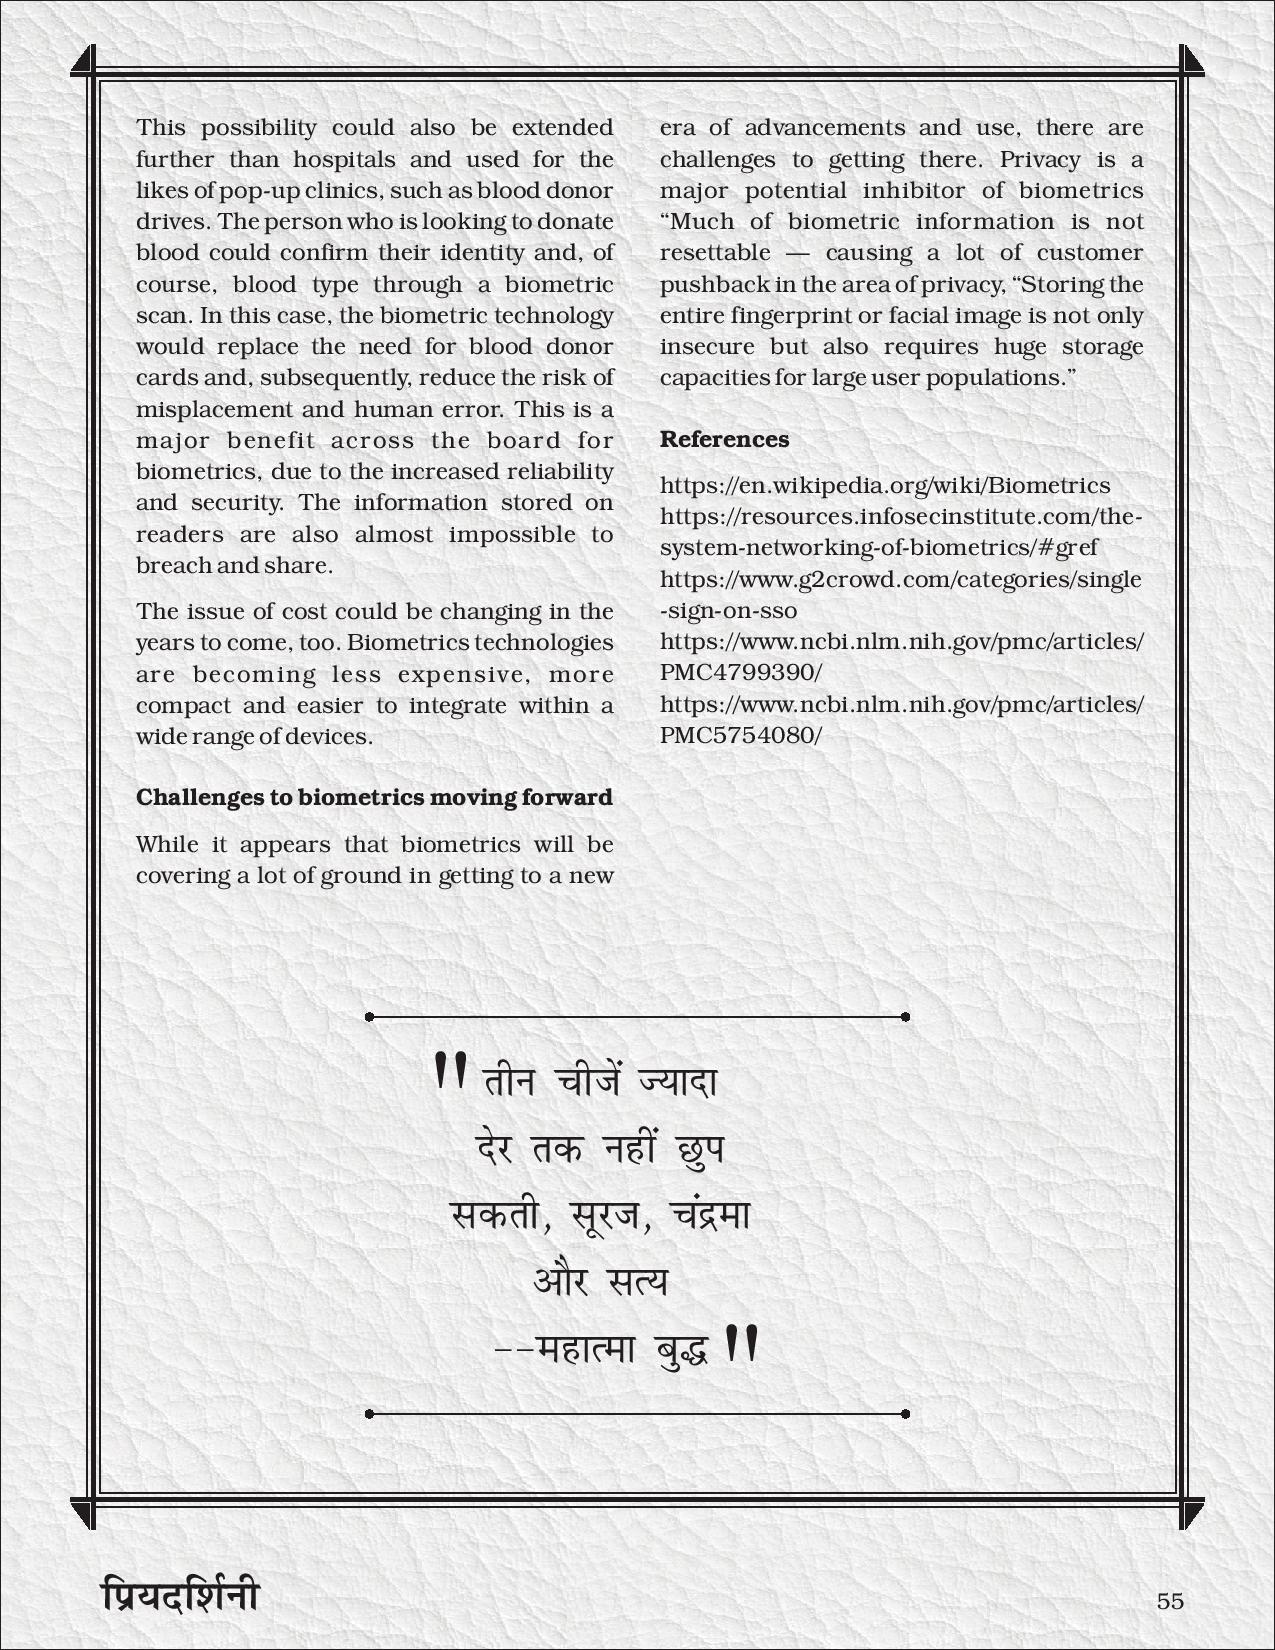 This possibility could also be extended
further than hospitals and used for the
likes of pop-up clinics, such as blood donor
drives. The person who is looking to donate
blood could confirm their identity and, of
course, blood type through a biometric
scan. In this case, the biometric technology
would replace the need for blood donor
cards and, subsequently, reduce the risk of
misplacement and human error. This is a
major benefit across the board for
biometrics, due to the increased reliability
and security. The information stored on
readers are also almost impossible to
breach and share.
The issue of cost could be changing in the
years to come, too. Biometrics technologies
are becoming less expensive, more
compact and easier to integrate within a
wide range of devices.
Challenges to biometrics moving forward
While it appears that biometrics will be
covering a lot of ground in getting to a new
era of advancements and use, there are
challenges to getting there. Privacy is a
major potential inhibitor of biometrics
“Much of biometric information is not
resettable — causing a lot of customer
pushback in the area of privacy, “Storing the
entire fingerprint or facial image is not only
insecure but also requires huge storage
capacities for large user populations.”
References
https://en.wikipedia.org/wiki/Biometrics
https://resources.infosecinstitute.com/the-
system-networking-of-biometrics/#gref
https://www.g2crowd.com/categories/single
-sign-on-sso
https://www.ncbi.nlm.nih.gov/pmc/articles/
PMC4799390/
https://www.ncbi.nlm.nih.gov/pmc/articles/
PMC5754080/
" तीन चीजें ज्यादा
देर तक नहीं छुप
सकती, सूरज, चंद्रमा
और सत्य
--महात्मा बुद्ध "
प्रियदर्शिनी
55